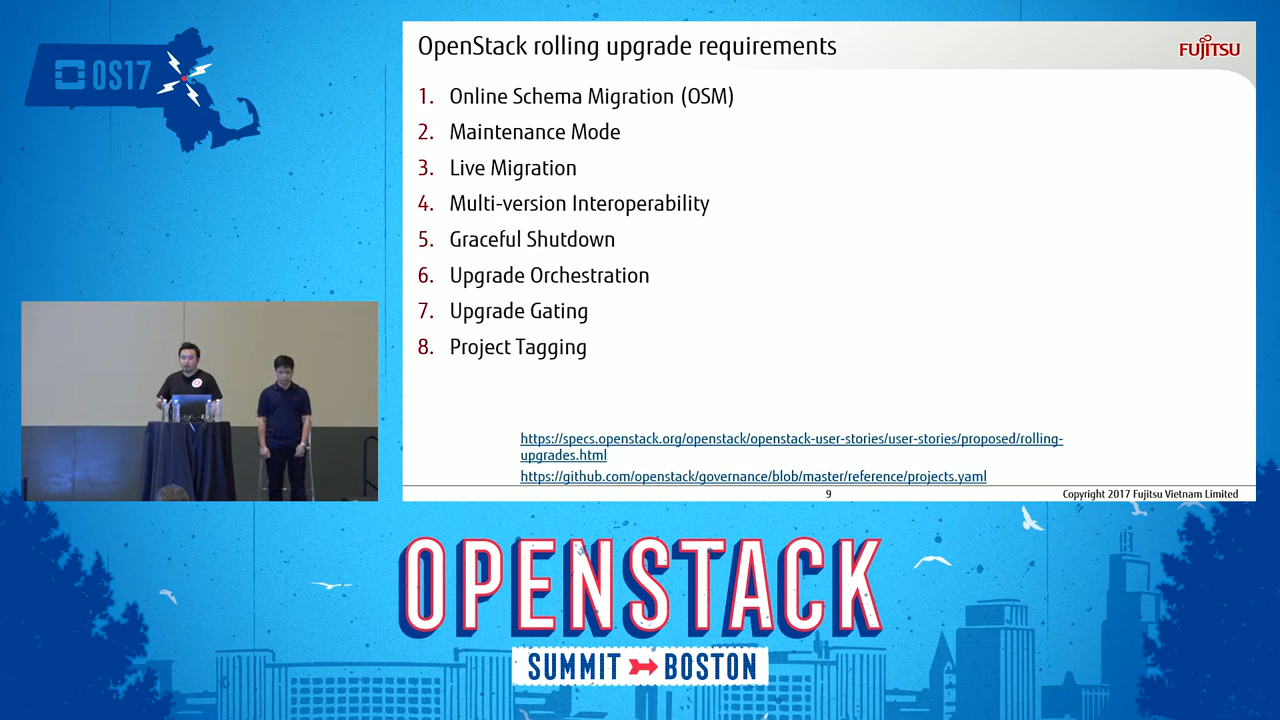 OS17
OpenStack rolling upgrade requirements
FUJITSU
1. Online Schema Migration (OSM)
2. Maintenance Mode
3. Live Migration
4. Multi-version Interoperability
5. Graceful Shutdown
6. Upgrade Orchestration
7. Upgrade Gating
8. Project Tagging
https://specs.openstack.org/openstack/openstack-user-stories/user-stories/proposed/rolling-
upgrades.html
https://github.com/openstack/governance/blob/master/reference/projects.yaml
9
Copyright 2017 Fujitsu Vietnam Limited
OPENSTACK
SUMMIT BOSTON